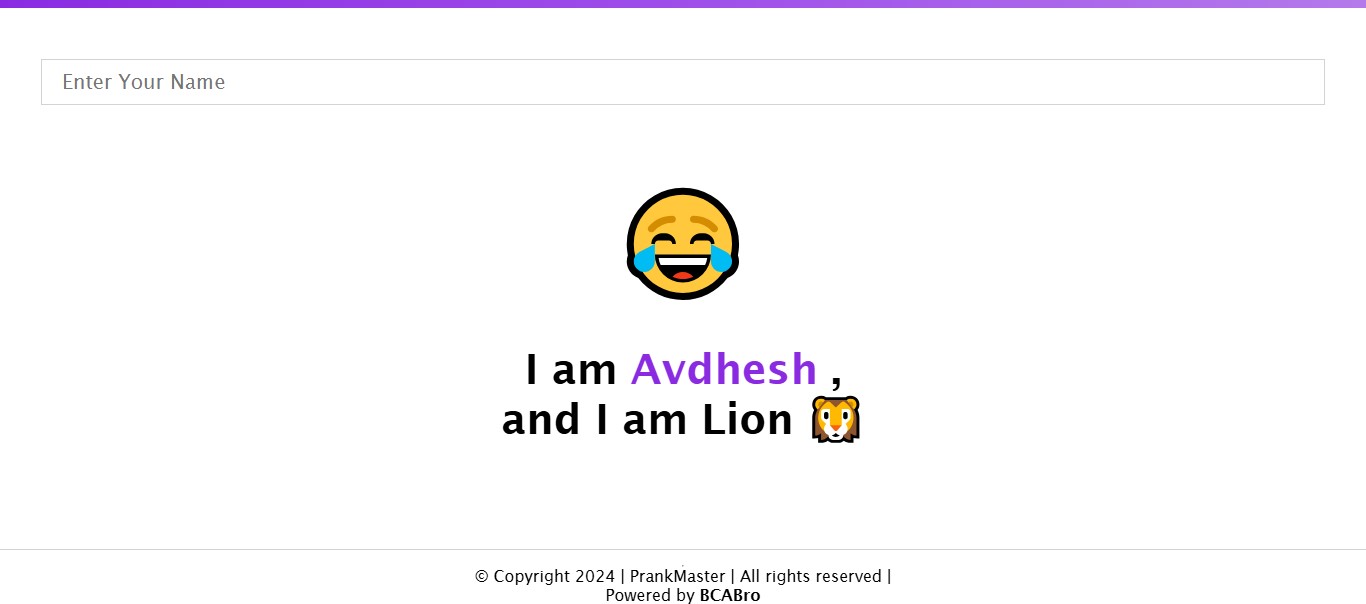 Enter Your Name
I am Avdhesh ,
and I am Lion 🦁
© Copyright 2024 | PrankMaster | All rights reserved |
Powered by BCABro